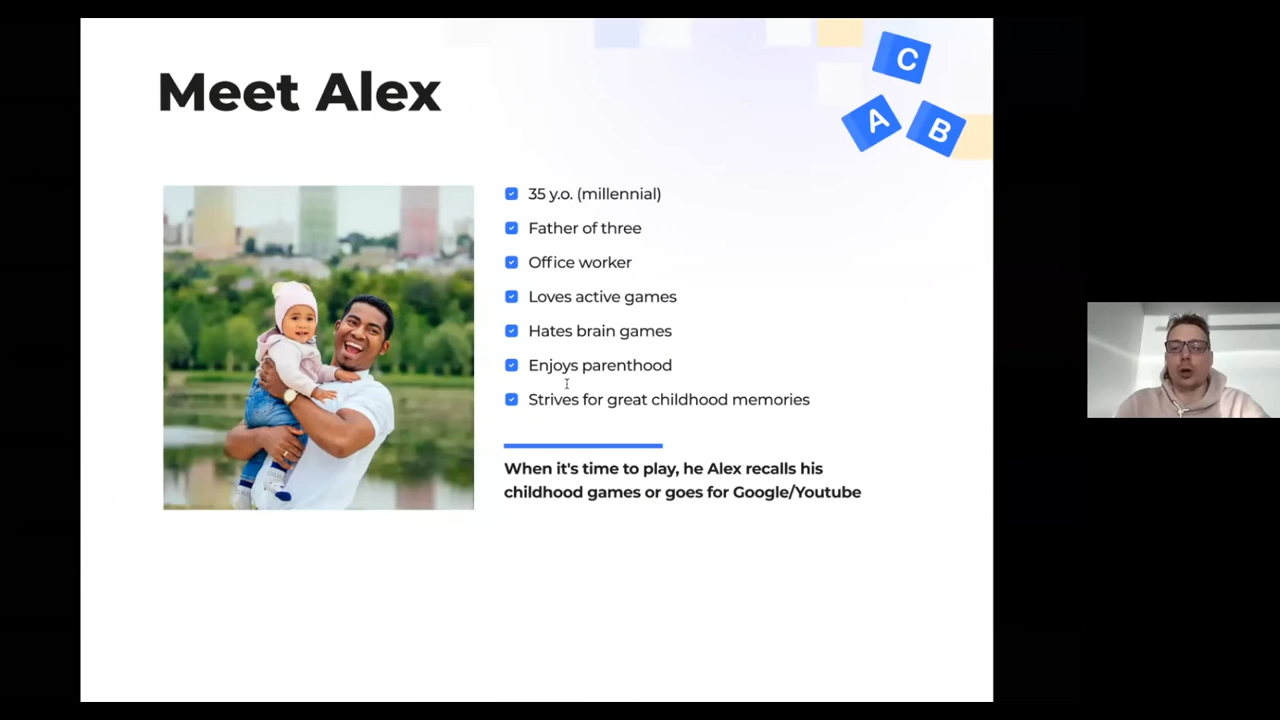 Meet Alex
C
A
B
35 y.o. (millennial)
Father of three
Office worker
Loves active games
Hates brain games
Enjoys parenthood
Strives for great childhood memories
When it's time to play, he Alex recalls his
childhood games or goes for Google/Youtube